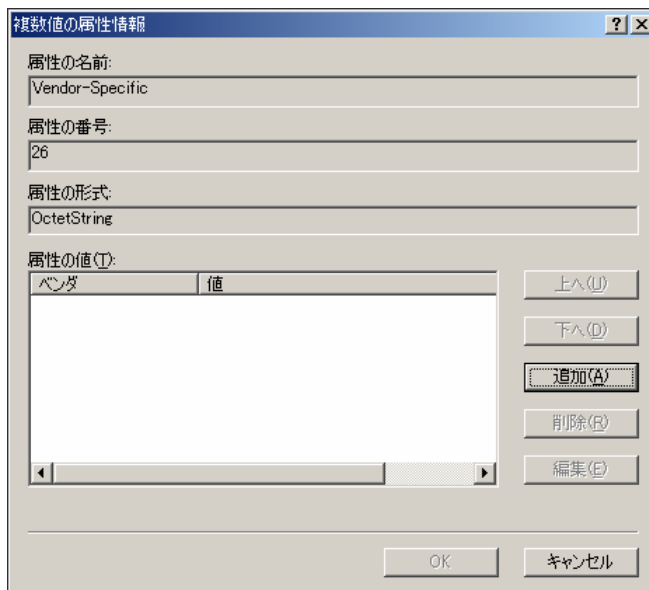 複数値の属性情報
属性の名前:
Vendor-Specific
属性の番号:
26
属性の形式:
OctetString
属性の値(T):
ベンダ 値
上へ(U)
下へ(D)
追加(A)
削除(R)
編集(E)
OK キャンセル